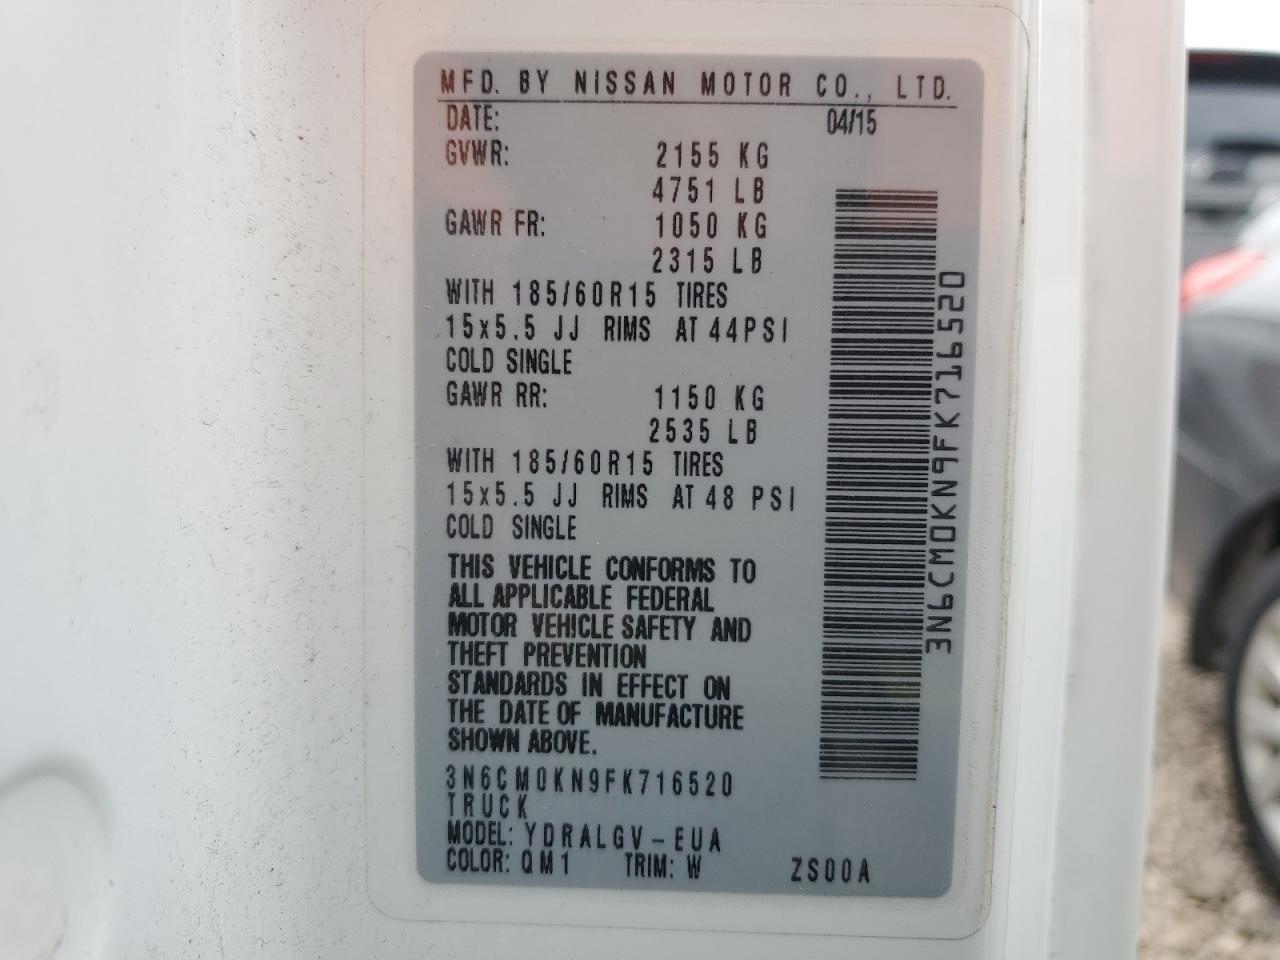 MFD. BY NISSAN MOTOR CO., LTD.
DATE: 04/15
GVWR: 2155 KG
4751 LB
GAWR FR: 1050 KG
2315 LB
WITH 185/60R15 TIRES
15x5.5 JJ RIMS AT 44PSI
COLD SINGLE
GAWR RR: 1150 KG
2535 LB
WITH 185/60R15 TIRES
15x5.5 JJ RIMS AT 48 PSI
COLD SINGLE
THIS VEHICLE CONFORMS TO
ALL APPLICABLE FEDERAL
MOTOR VEHICLE SAFETY AND
THEFT PREVENTION
STANDARDS IN EFFECT ON
THE DATE OF MANUFACTURE
SHOWN ABOVE.
3N6CM0KN9FK716520
TRUCK
MODEL: YDRALGV-EUA
COLOR: QM1 TRIM: W ZS00A
3N6CM0KN9FK716520